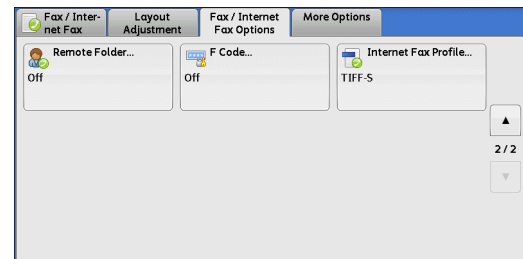 Fax / Inter-
net Fax
Layout
Adjustment
Fax / Internet
Fax Options
More Options
Remote Folder...
Off
F Code...
Off
Internet Fax Profile...
TIFF-S
2 / 2